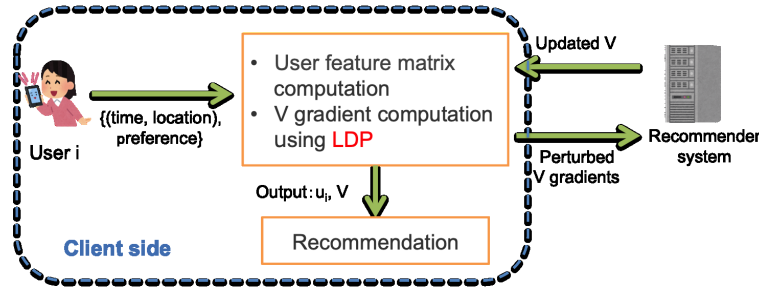 User i
{(time, location),
preference}
• User feature matrix
computation
• V gradient computation
using LDP
Updated V
Perturbed
V gradients
Recommender
system
Output: uᵢ, V
Recommendation
Client side